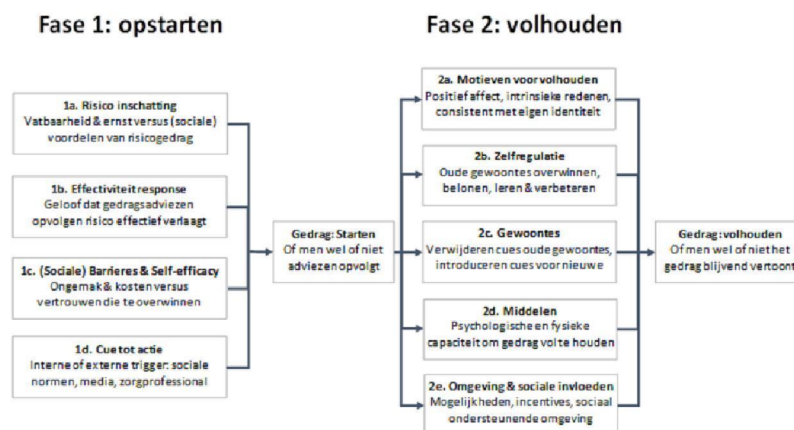 Fase 1: opstarten
1a. Risico inschatting
Vatbaarheid & ernst versus (sociale)
voordelen van risicogedrag
1b. Effectiviteit response
Geloof dat gedragsadviezen
opvolgen risico effectief verlaagt
1c. (Sociale) Barrieres & Self-efficacy
Ongemak & kosten versus
vertrouwen die te overwinnen
1d. Cue tot actie
Interne of externe trigger: sociale
normen, media, zorgprofessional
Gedrag: Starten
Of men wel of niet
adviezen opvolgt
Fase 2: volhouden
2a. Motieven voor volhouden
Positief affect, intrinsieke redenen,
consistent met eigen identiteit
2b. Zelfregulatie
Oude gewoontes overwinnen,
belonen, leren & verbeteren
2c. Gewoontes
Verwijderen cues oude gewoontes,
introduceren cues voor nieuwe
2d. Middelen
Psychologische en fysieke
capaciteit om gedrag vol te houden
2e. Omgeving & sociale invloeden
Mogelijkheden, incentives, sociaal
ondersteunende omgeving
Gedrag: volhouden
Of men wel of niet het
gedrag blijvend vertoont